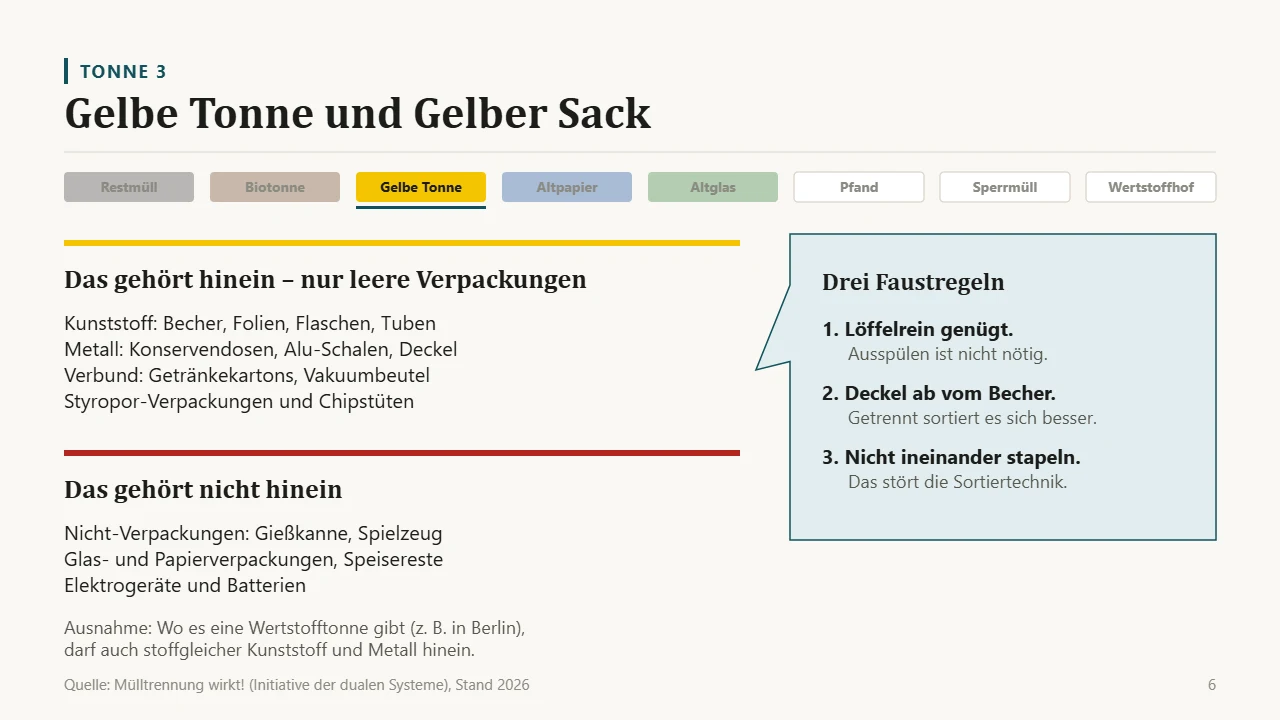 TONNE 3
Gelbe Tonne und Gelber Sack
Restmüll
Biotonne
Gelbe Tonne
Altpapier
Altglas
Pfand
Sperrmüll
Wertstoffhof
Das gehört hinein – nur leere Verpackungen
Kunststoff: Becher, Folien, Flaschen, Tuben
Metall: Konservendosen, Alu-Schalen, Deckel
Verbund: Getränkekartons, Vakuumbeutel
Styropor-Verpackungen und Chipstüten
Das gehört nicht hinein
Nicht-Verpackungen: Gießkanne, Spielzeug
Glas- und Papierverpackungen, Speisereste
Elektrogeräte und Batterien
Ausnahme: Wo es eine Wertstofftonne gibt (z. B. in Berlin),
darf auch stoffgleicher Kunststoff und Metall hinein.
Drei Faustregeln
1. Löffelrein genügt.
Ausspülen ist nicht nötig.
2. Deckel ab vom Becher.
Getrennt sortiert es sich besser.
3. Nicht ineinander stapeln.
Das stört die Sortiertechnik.
Quelle: Mülltrennung wirkt! (Initiative der dualen Systeme), Stand 2026
6